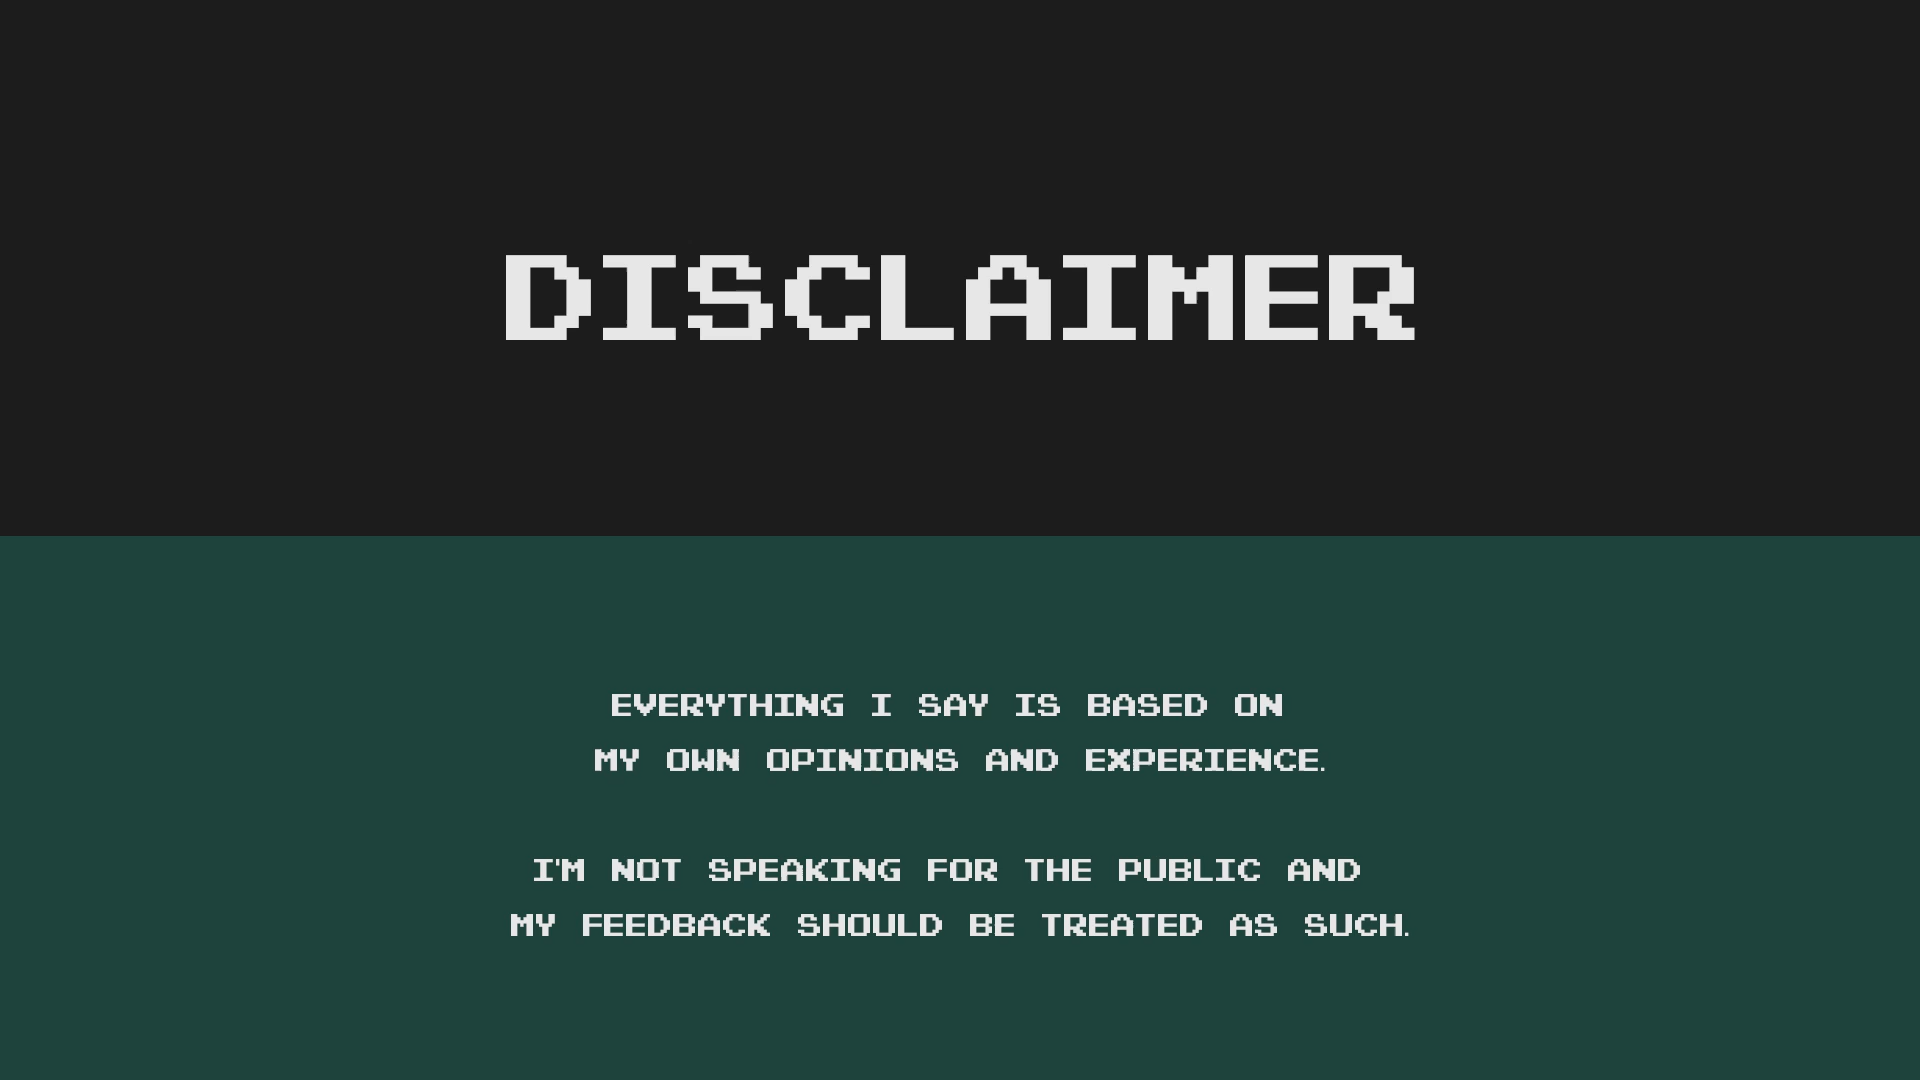 DISCLAIMER
EVERYTHING I SAY IS BASED ON
MY OWN OPINIONS AND EXPERIENCE.
I'M NOT SPEAKING FOR THE PUBLIC AND
MY FEEDBACK SHOULD BE TREATED AS SUCH.